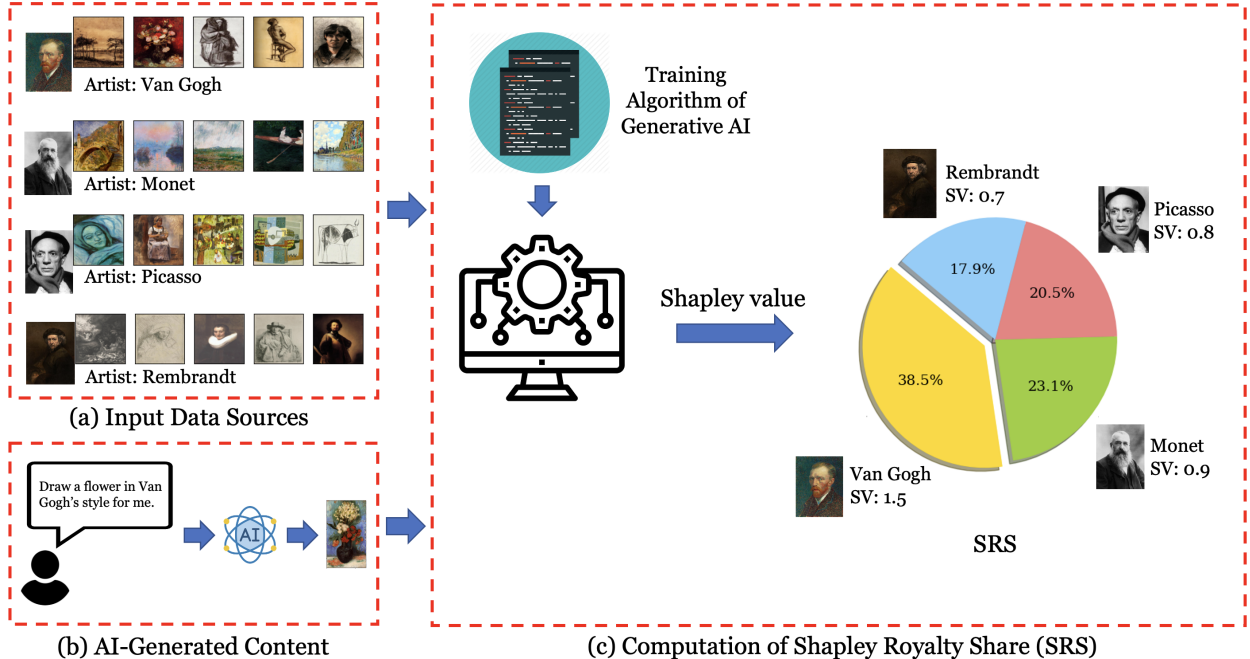 Artist: Van Gogh
Artist: Monet
Artist: Picasso
Artist: Rembrandt
(a) Input Data Sources
Draw a flower in Van
Gogh's style for me.
AI
(b) AI-Generated Content
Training
Algorithm of
Generative AI
Shapley value
Rembrandt
SV: 0.7
Picasso
SV: 0.8
17.9%
20.5%
38.5%
23.1%
Van Gogh
SV: 1.5
Monet
SV: 0.9
SRS
(c) Computation of Shapley Royalty Share (SRS)